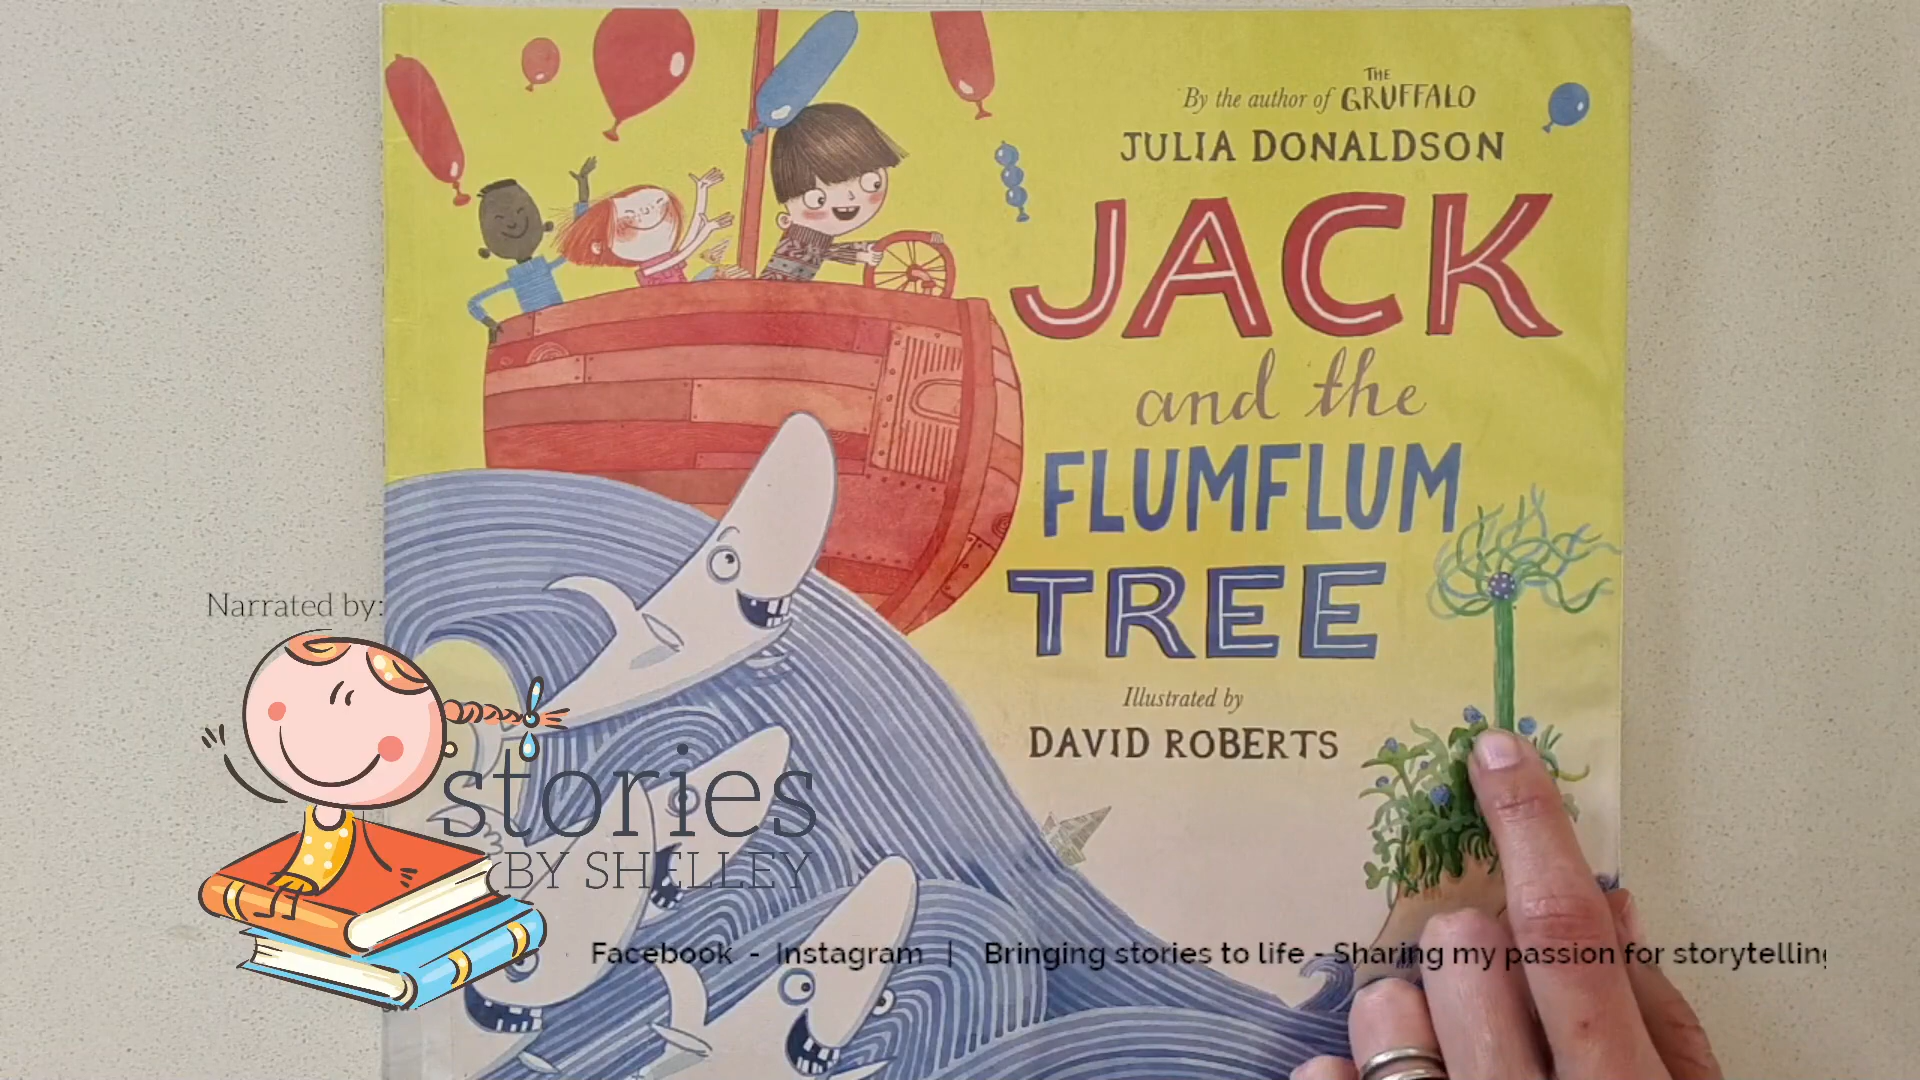 By the author of THE GRUFFALO
JULIA DONALDSON
JACK
and the
FLUMFLUM
TREE
Illustrated by
DAVID ROBERTS
Narrated by:
stories
BY SHELLEY
Facebook - Instagram | Bringing stories to life - Sharing my passion for storytelling